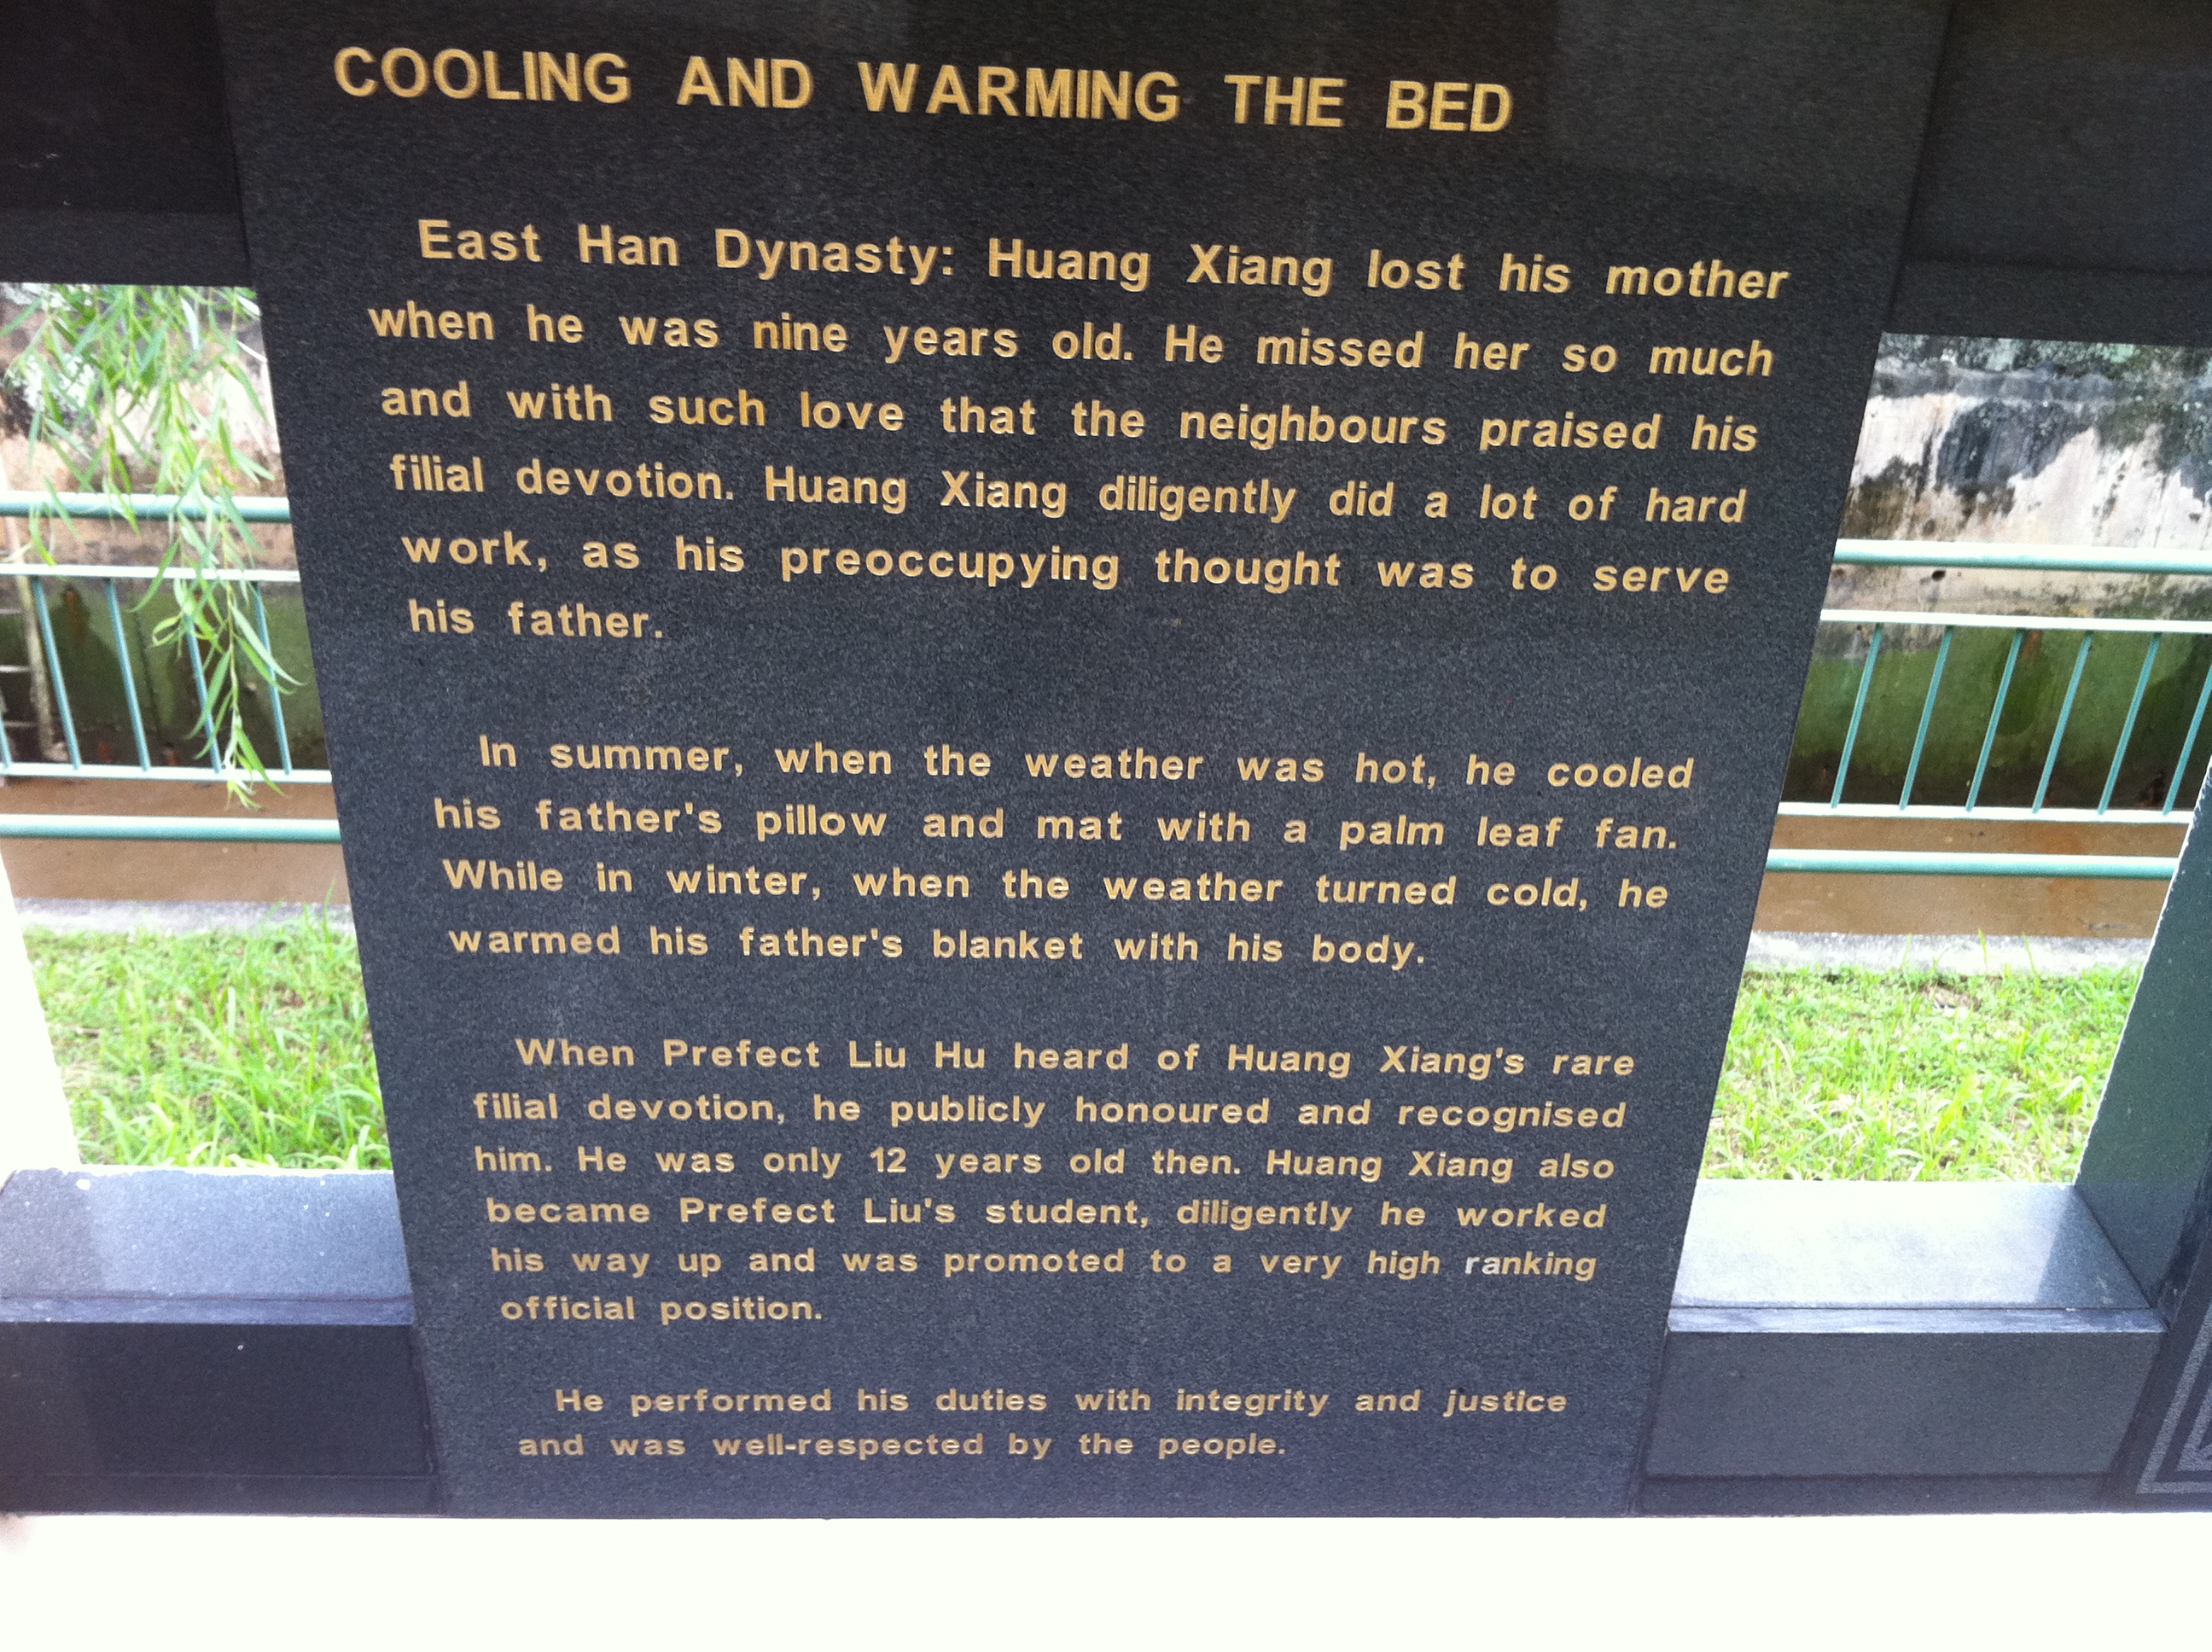 COOLING AND WARMING THE BED
East Han Dynasty: Huang Xiang lost his mother
when he was nine years old. He missed her so much
and with such love that the neighbours praised his
filial devotion. Huang Xiang diligently did a lot of hard
work, as his preoccupying thought was to serve
his father.
In summer, when the weather was hot, he cooled
his father's pillow and mat with a palm leaf fan.
While in winter, when the weather turned cold, he
warmed his father's blanket with his body.
When Prefect Liu Hu heard of Huang Xiang's rare
filial devotion, he publicly honoured and recognised
him. He was only 12 years old then. Huang Xiang also
became Prefect Liu's student, diligently he worked
his way up and was promoted to a very high ranking
official position.
He performed his duties with integrity and justice
and was well-respected by the people.